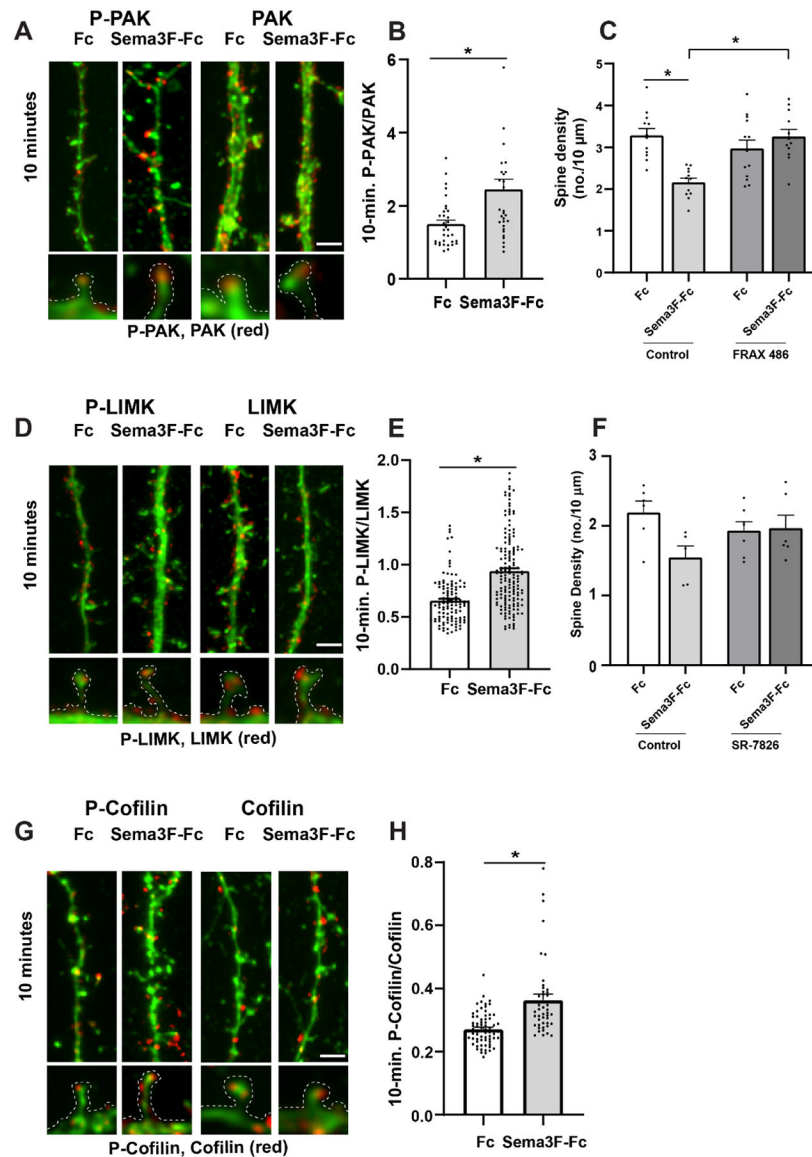 A
P-PAK PAK
Fc Sema3F-Fc Fc Sema3F-Fc
10 minutes
P-PAK, PAK (red)
B
*
10-min. P-PAK/PAK
6
4
2
0
Fc Sema3F-Fc
C
* *
Spine density
(no./10 µm)
5
4
3
2
1
0
Fc Sema3F-Fc Fc Sema3F-Fc
Control FRAX 486
D
P-LIMK LIMK
Fc Sema3F-Fc Fc Sema3F-Fc
10 minutes
P-LIMK, LIMK (red)
E
*
10-min. P-LIMK/LIMK
2.0
1.5
1.0
0.5
0.0
Fc Sema3F-Fc
F
Spine Density (no./10 µm)
3
2
1
0
Fc Sema3F-Fc Fc Sema3F-Fc
Control SR-7826
G
P-Cofilin Cofilin
Fc Sema3F-Fc Fc Sema3F-Fc
10 minutes
P-Cofilin, Cofilin (red)
H
*
10-min. P-Cofilin/Cofilin
0.8
0.6
0.4
0.2
0.0
Fc Sema3F-Fc